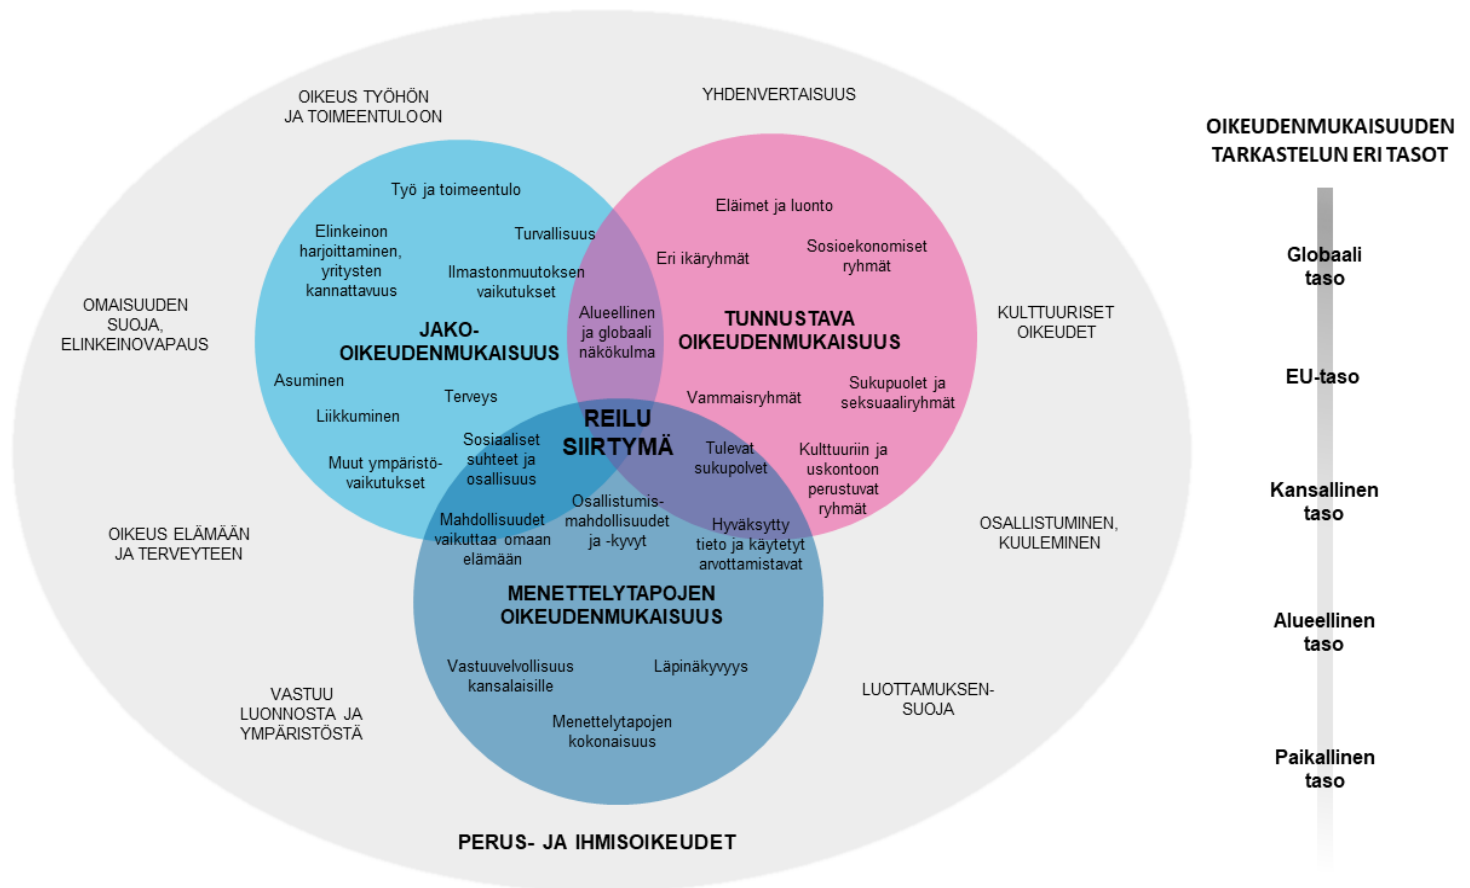 OIKEUS TYÖHÖN
JA TOIMEENTULOON
YHDENVERTAISUUS
OMAISUUDEN
SUOJA,
ELINKEINOVAPAUS
KULTTUURISET
OIKEUDET
OIKEUS ELÄMÄÄN
JA TERVEYTEEN
OSALLISTUMINEN,
KUULEMINEN
VASTUU
LUONNOSTA JA
YMPÄRISTÖSTÄ
LUOTTAMUKSEN-
SUOJA
PERUS- JA IHMISOIKEUDET
Työ ja toimeentulo
Elinkeinon
harjoittaminen,
yritysten
kannattavuus
Turvallisuus
Ilmastonmuutoksen
vaikutukset
JAKO-
OIKEUDENMUKAISUUS
Asuminen
Liikkuminen
Terveys
Muut ympäristö-
vaikutukset
Sosiaaliset
suhteet ja
osallisuus
Alueellinen
ja globaali
näkökulma
Eläimet ja luonto
Eri ikäryhmät
Sosioekonomiset
ryhmät
TUNNUSTAVA
OIKEUDENMUKAISUUS
Vammaisryhmät
Sukupuolet ja
seksuaaliryhmät
Kulttuuriin ja
uskontoon
perustuvat
ryhmät
Tulevat
sukupolvet
REILU
SIIRTYMÄ
Mahdollisuudet
vaikuttaa omaan
elämään
Osallistumis-
mahdollisuudet
ja -kyvyt
Hyväksytty
tieto ja käytetyt
arvottamistavat
MENETTELYTAPOJEN
OIKEUDENMUKAISUUS
Vastuuvelvollisuus
kansalaisille
Läpinäkyvyys
Menettelytapojen
kokonaisuus
OIKEUDENMUKAISUUDEN
TARKASTELUN ERI TASOT
Globaali
taso
EU-taso
Kansallinen
taso
Alueellinen
taso
Paikallinen
taso